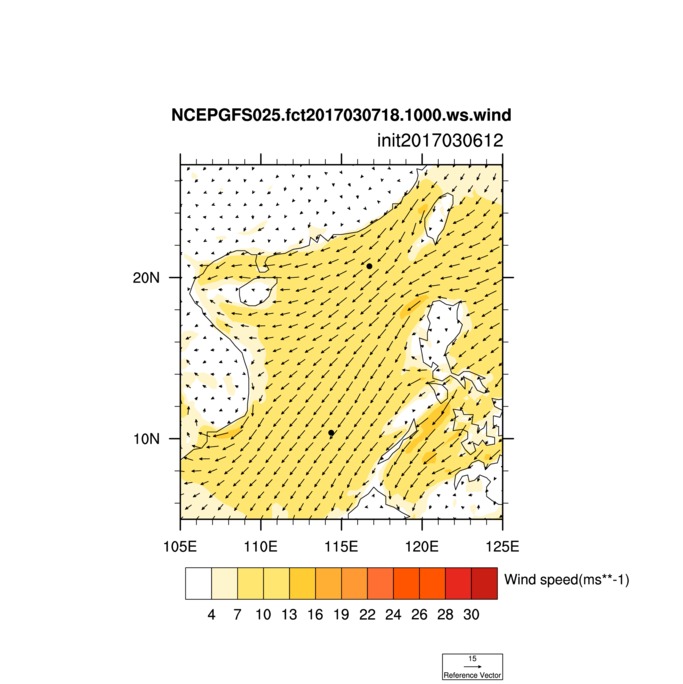 NCEPGFS025.fct2017030718.1000.ws.wind
init2017030612
20N
10N
105E 110E 115E 120E 125E
Wind speed(ms**-1)
4 7 10 13 16 19 22 24 26 28 30
15
Reference Vector